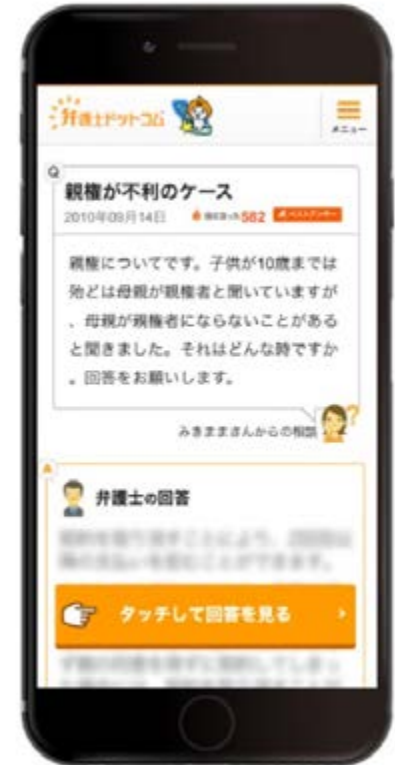 弁護士ドットコム
メニュー
Q
親権が不利のケース
2010年09月14日
582
ベストアンサー
親権についてです。子供が10歳までは
殆どは母親が親権者と聞いていますが
、母親が親権者にならないことがある
と聞きました。それはどんな時ですか
。回答をお願いします。
みきままさんからの相談
A
弁護士の回答
タッチして回答を見る